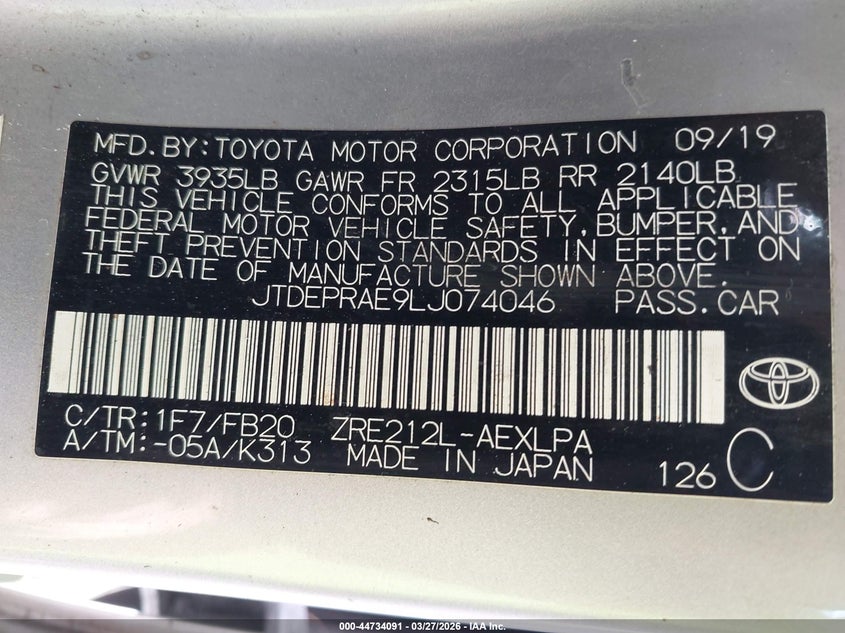 MFD. BY: TOYOTA MOTOR CORPORATION 09/19
GVWR 3935LB GAWR FR 2315LB RR 2140LB
THIS VEHICLE CONFORMS TO ALL APPLICABLE
FEDERAL MOTOR VEHICLE SAFETY, BUMPER, AND
THEFT PREVENTION STANDARDS IN EFFECT ON
THE DATE OF MANUFACTURE SHOWN ABOVE.
JTDEPRAE9LJ074046 PASS. CAR
C/TR: 1F7/FB20 ZRE212L-AEXLPA
A/TM: -05A/K313 MADE IN JAPAN 126 C
000-44734091 - 03/27/2026 - IAA Inc.